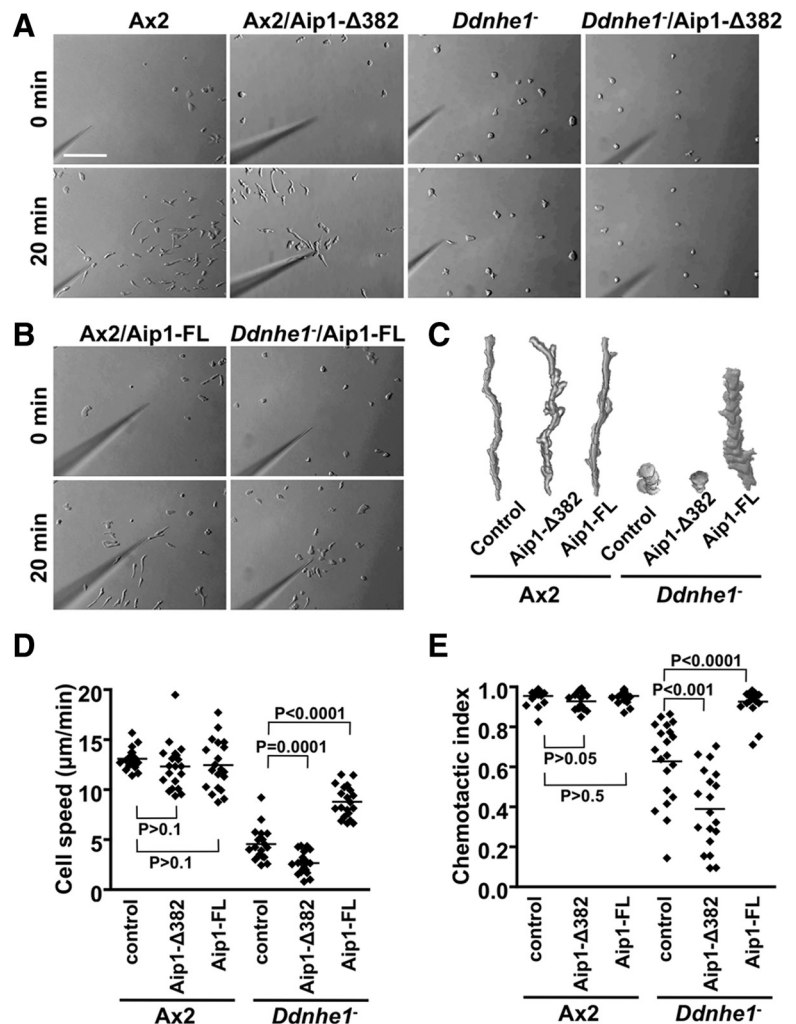 A
Ax2 Ax2/Aip1-Δ382 Ddnhe1⁻ Ddnhe1⁻/Aip1-Δ382
0 min
20 min
B
Ax2/Aip1-FL Ddnhe1⁻/Aip1-FL
0 min
20 min
C
Control Aip1-Δ382 Aip1-FL Control Aip1-Δ382 Aip1-FL
Ax2 Ddnhe1⁻
D
Cell speed (μm/min)
20
15
10
5
0
P<0.0001
P=0.0001
P>0.1
P>0.1
control Aip1-Δ382 Aip1-FL control Aip1-Δ382 Aip1-FL
Ax2 Ddnhe1⁻
E
Chemotactic index
1.0
0.8
0.6
0.4
0.2
0.0
P<0.0001
P<0.001
P>0.05
P>0.5
control Aip1-Δ382 Aip1-FL control Aip1-Δ382 Aip1-FL
Ax2 Ddnhe1⁻